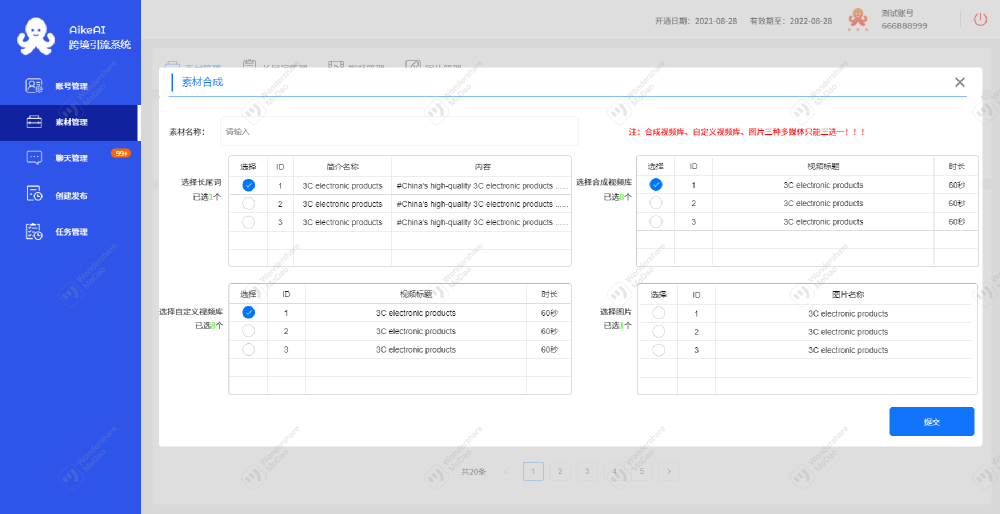 AikeAI
跨境引流系统
开通日期：2021-08-28 有效期至：2022-08-28
测试账号
666888999
账号管理
素材管理
聊天管理 99+
创建发布
任务管理
素材管理
图片管理
素材合成
素材名称：
请输入
注：合成视频库、自定义视频库、图片三种多媒体只能三选一！！！
选择长尾词
已选1个
选择 ID 简介名称 内容
1 3C electronic products #China's high-quality 3C electronic products ......
2 3C electronic products #China's high-quality 3C electronic products ......
3 3C electronic products #China's high-quality 3C electronic products ......
选择合成视频库
已选6个
选择 ID 视频标题 时长
1 3C electronic products 60秒
2 3C electronic products 60秒
3 3C electronic products 60秒
选择自定义视频库
已选9个
选择 ID 视频标题 时长
1 3C electronic products 60秒
2 3C electronic products 60秒
3 3C electronic products 60秒
选择图片
已选1个
选择 ID 图片名称
1 3C electronic products
2 3C electronic products
3 3C electronic products
提交
共20条 < 1 2 3 4 5 >
Wondershare
MoDao